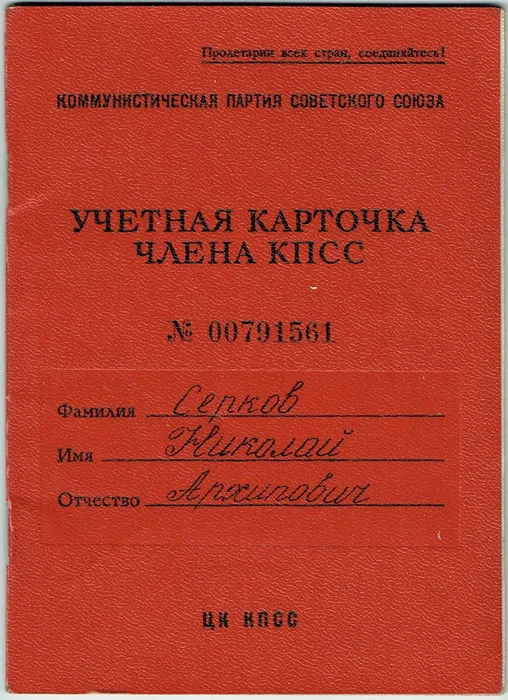 Пролетарии всех стран, соединяйтесь!
КОММУНИСТИЧЕСКАЯ ПАРТИЯ СОВЕТСКОГО СОЮЗА
УЧЕТНАЯ КАРТОЧКА
ЧЛЕНА КПСС
№ 00791561
Фамилия Серков
Имя Николай
Отчество Архипович
ЦК КПСС